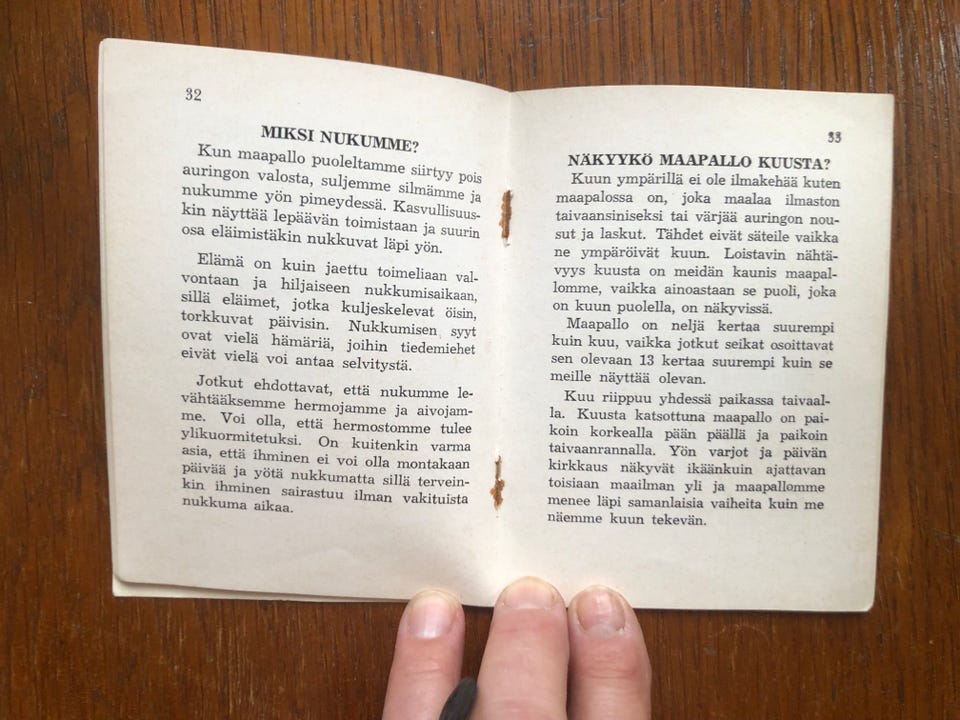 32
MIKSI NUKUMME?
Kun maapallo puoleltamme siirtyy pois
auringon valosta, suljemme silmämme ja
nukumme yön pimeydessä. Kasvullisuus-
kin näyttää lepäävän toimistaan ja suurin
osa eläimistäkin nukkuvat läpi yön.
Elämä on kuin jaettu toimeliaan val-
vontaan ja hiljaiseen nukkumisaikaan,
sillä eläimet, jotka kuljeskelevat öisin,
torkkuvat päivisin. Nukkumisen syyt
ovat vielä hämäriä, joihin tiedemiehet
eivät vielä voi antaa selvitystä.
Jotkut ehdottavat, että nukumme le-
vähtääksemme hermojamme ja aivojam-
me. Voi olla, että hermostomme tulee
ylikuormitetuksi. On kuitenkin varma
asia, että ihminen ei voi olla montakaan
päivää ja yötä nukkumatta sillä tervein-
kin ihminen sairastuu ilman vakituista
nukkuma aikaa.
33
NÄKYYKÖ MAAPALLO KUUSTA?
Kuun ympärillä ei ole ilmakehää kuten
maapalossa on, joka maalaa ilmaston
taivaansiniseksi tai värjää auringon nou-
sut ja laskut. Tähdet eivät säteile vaikka
ne ympäröivät kuun. Loistavin nähtä-
vyys kuusta on meidän kaunis maapal-
lomme, vaikka ainoastaan se puoli, joka
on kuun puolella, on näkyvissä.
Maapallo on neljä kertaa suurempi
kuin kuu, vaikka jotkut seikat osoittavat
sen olevaan 13 kertaa suurempi kuin se
meille näyttää olevan.
Kuu riippuu yhdessä paikassa taivaal-
la. Kuusta katsottuna maapallo on pai-
koin korkealla pään päällä ja paikoin
taivaanrannalla. Yön varjot ja päivän
kirkkaus näkyvät ikäänkuin ajattavan
toisiaan maailman yli ja maapallomme
menee läpi samanlaisia vaiheita kuin me
näemme kuun tekevän.